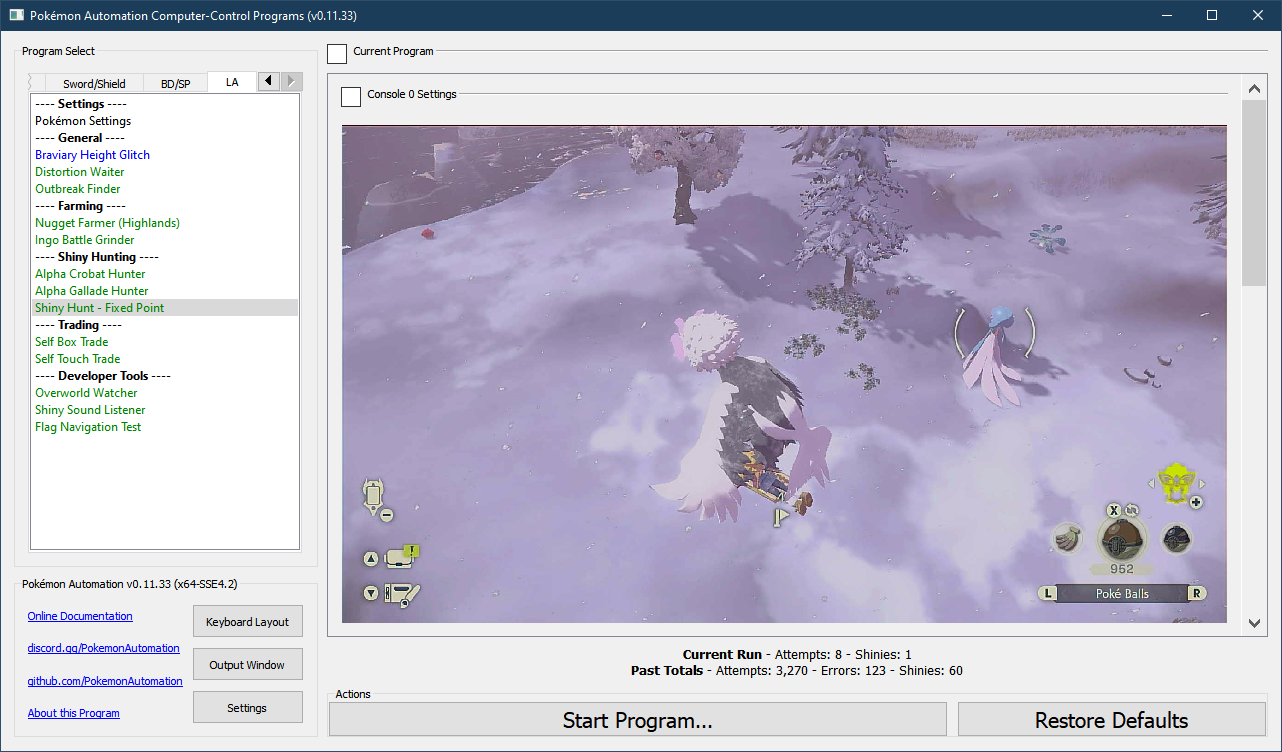 Pokémon Automation Computer-Control Programs (v0.11.33)
Program Select
Sword/Shield BD/SP LA
---- Settings ----
Pokémon Settings
---- General ----
Braviary Height Glitch
Distortion Waiter
Outbreak Finder
---- Farming ----
Nugget Farmer (Highlands)
Ingo Battle Grinder
---- Shiny Hunting ----
Alpha Crobat Hunter
Alpha Gallade Hunter
Shiny Hunt - Fixed Point
---- Trading ----
Self Box Trade
Self Touch Trade
---- Developer Tools ----
Overworld Watcher
Shiny Sound Listener
Flag Navigation Test
Pokémon Automation v0.11.33 (x64-SSE4.2)
Online Documentation
Keyboard Layout
discord.gg/PokemonAutomation
Output Window
github.com/PokemonAutomation
Settings
About this Program
Current Program
Console 0 Settings
X
952
L Poké Balls R
Current Run - Attempts: 8 - Shinies: 1
Past Totals - Attempts: 3,270 - Errors: 123 - Shinies: 60
Actions
Start Program...
Restore Defaults